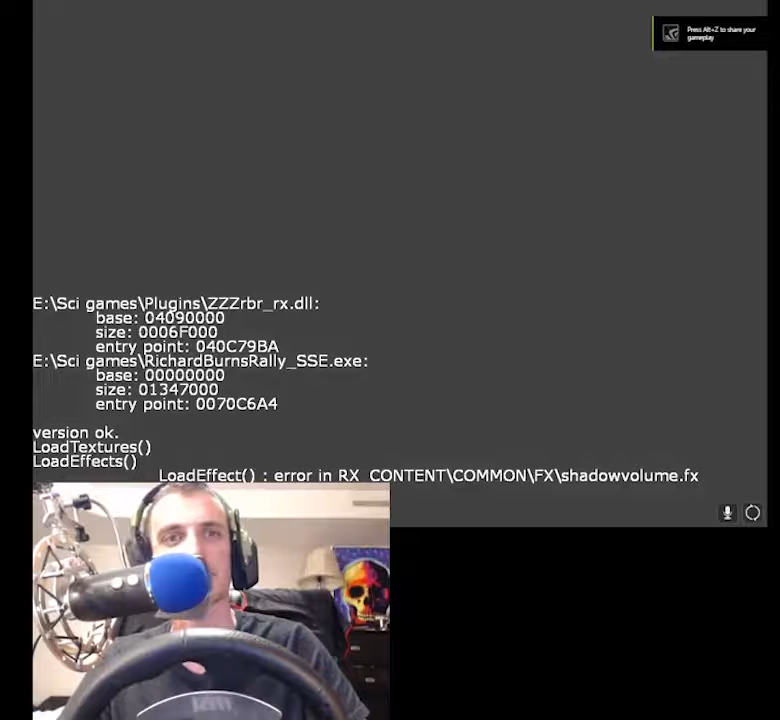 Press Alt+Z to share your
gameplay
E:\Sci games\Plugins\ZZZrbr_rx.dll:
base: 04090000
size: 0006F000
entry point: 040C79BA
E:\Sci games\RichardBurnsRally_SSE.exe:
base: 00000000
size: 01347000
entry point: 0070C6A4
version ok.
LoadTextures()
LoadEffects()
LoadEffect() : error in RX_CONTENT\COMMON\FX\shadowvolume.fx